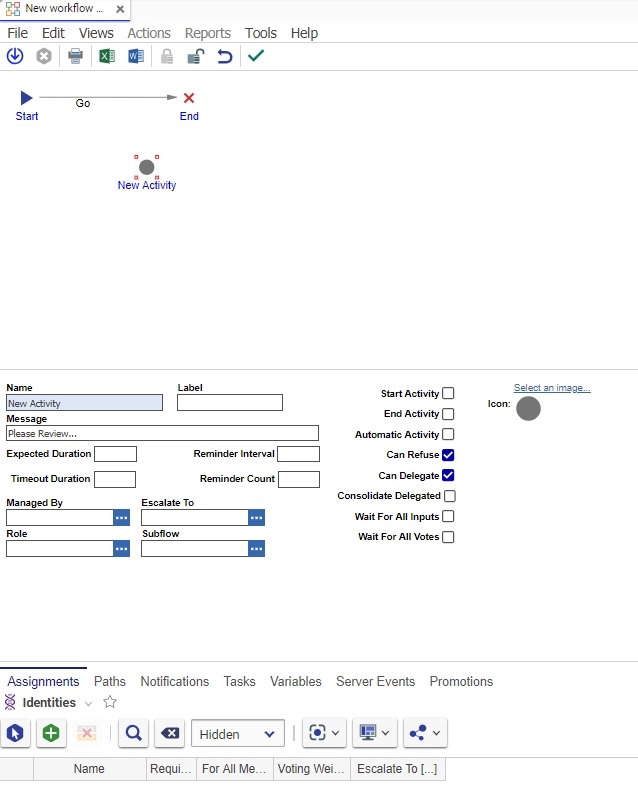 New workflow ...
File Edit Views Actions Reports Tools Help
Go
Start End
New Activity
Name Label
New Activity
Message
Please Review...
Expected Duration Reminder Interval
Timeout Duration Reminder Count
Managed By Escalate To
Role Subflow
Start Activity
End Activity
Automatic Activity
Can Refuse
Can Delegate
Consolidate Delegated
Wait For All Inputs
Wait For All Votes
Select an image...
Icon:
Assignments Paths Notifications Tasks Variables Server Events Promotions
Identities
Hidden
Name Requi... For All Me... Voting Wei... Escalate To [...]